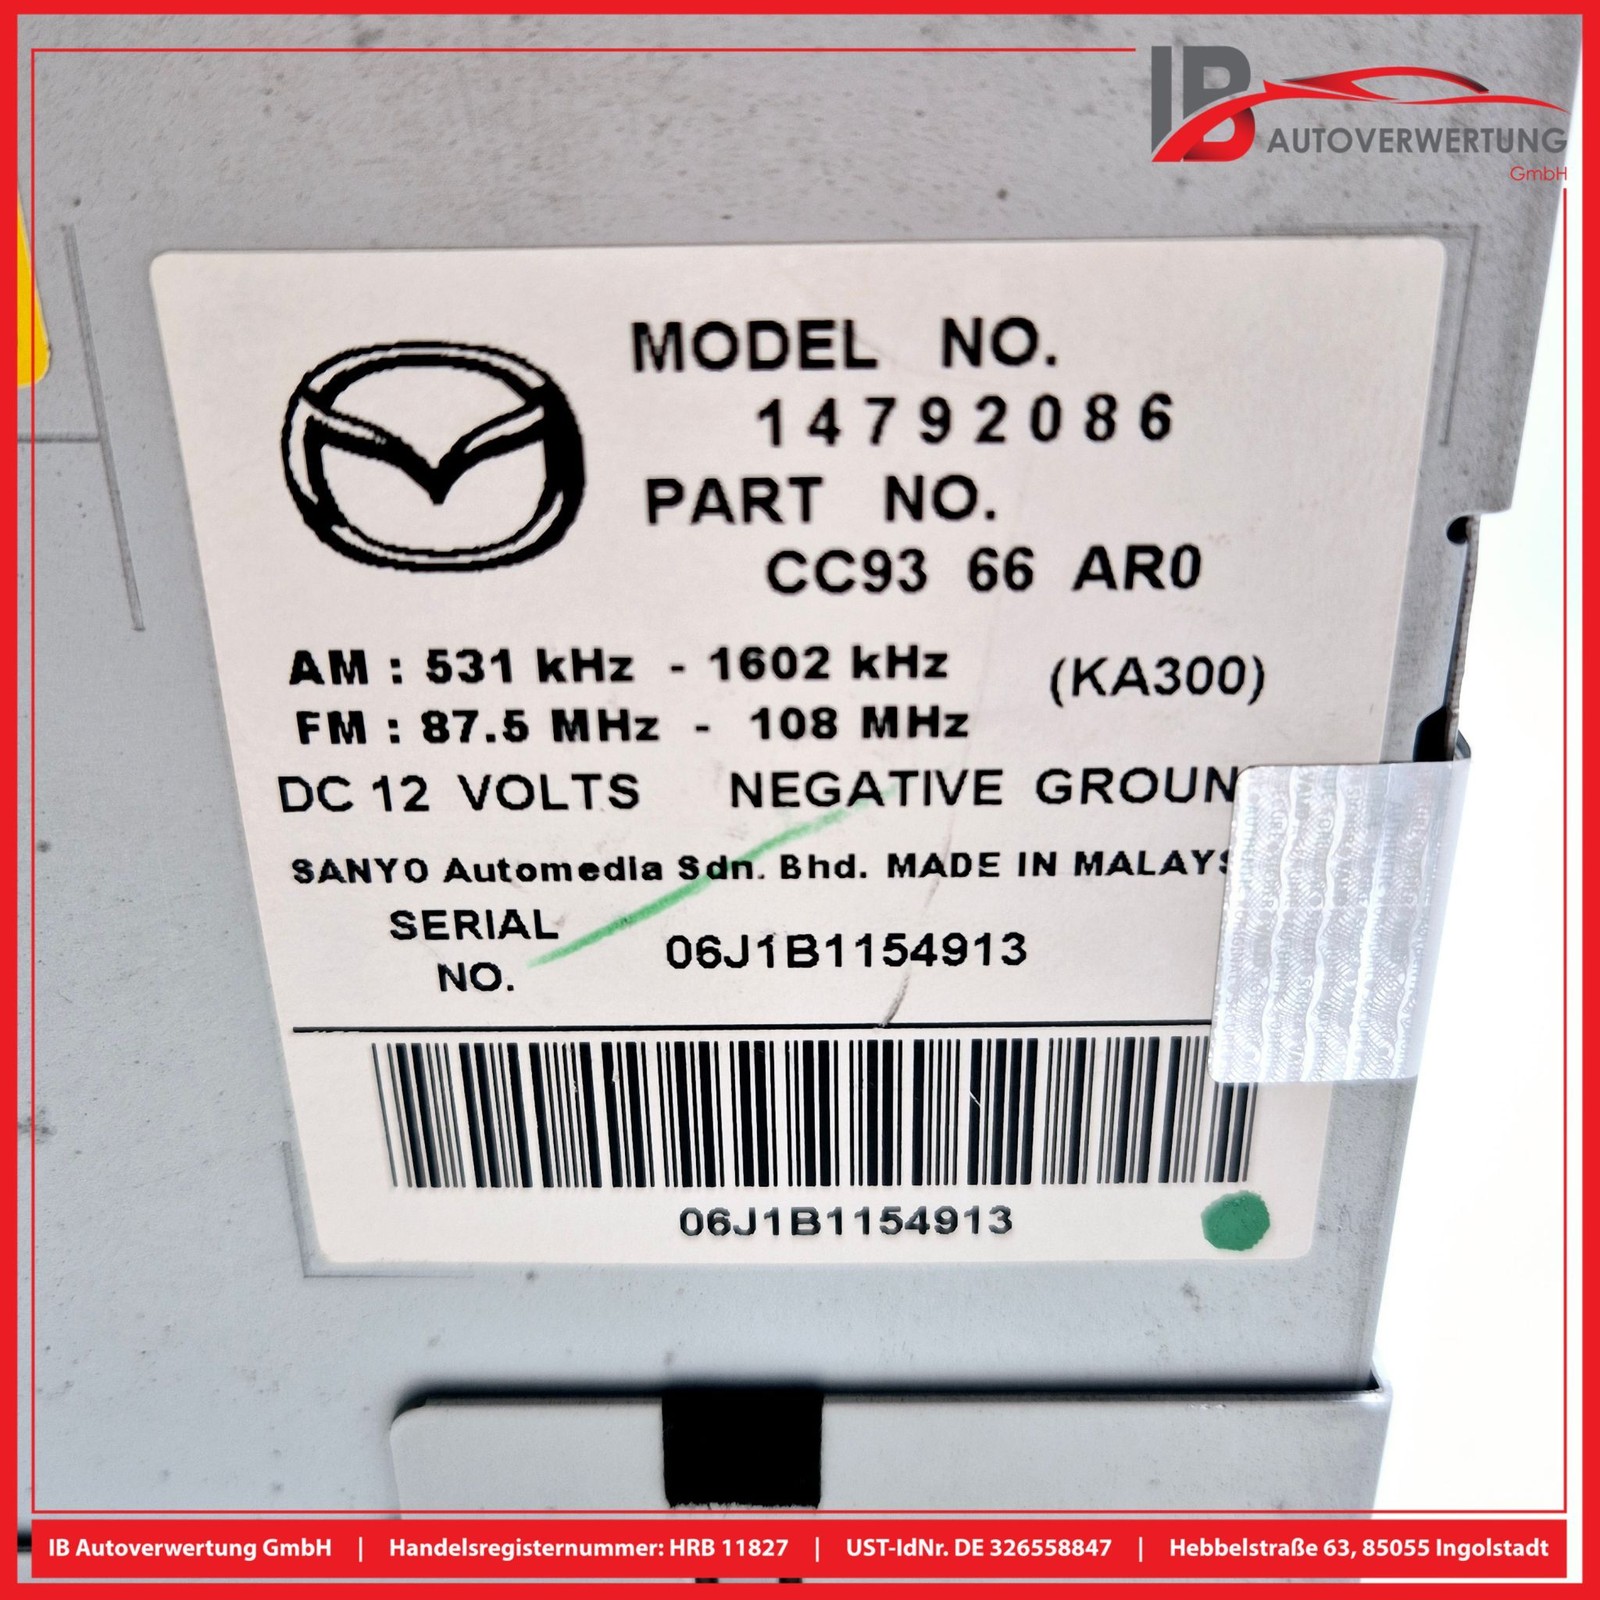 IB
AUTOVERWERTUNG
GmbH
MODEL NO.
14792086
PART NO.
CC93 66 AR0
AM : 531 kHz - 1602 kHz (KA300)
FM : 87.5 MHz - 108 MHz
DC 12 VOLTS NEGATIVE GROUN
SANYO Automedia Sdn. Bhd. MADE IN MALAYS
SERIAL
NO. 06J1B1154913
06J1B1154913
IB Autoverwertung GmbH | Handelsregisternummer: HRB 11827 | UST-IdNr. DE 326558847 | Hebbelstraße 63, 85055 Ingolstadt